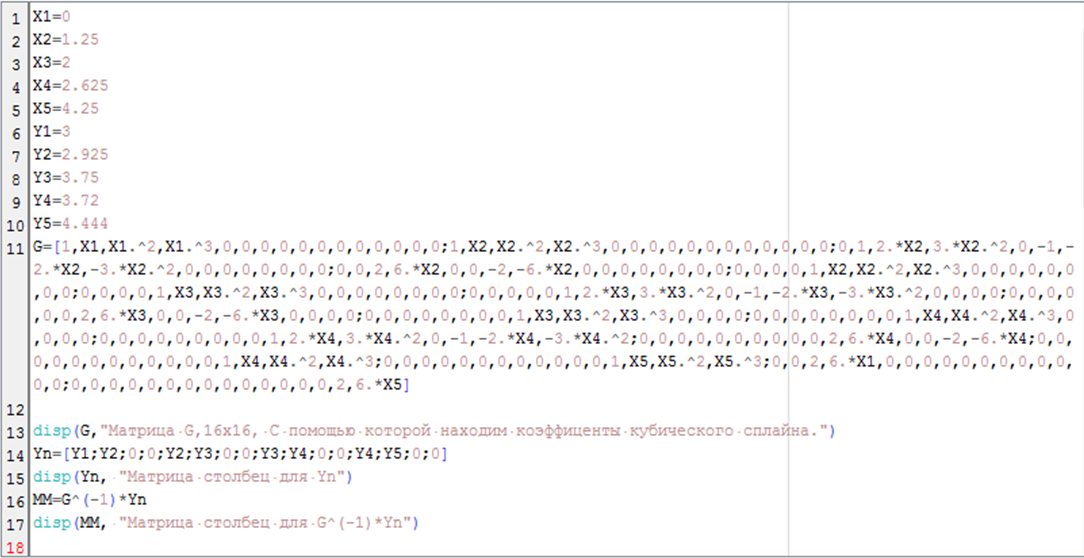 1 X1=0
2 X2=1.25
3 X3=2
4 X4=2.625
5 X5=4.25
6 Y1=3
7 Y2=2.925
8 Y3=3.75
9 Y4=3.72
10 Y5=4.444
11 G=[1,X1,X1.^2,X1.^3,0,0,0,0,0,0,0,0,0,0,0,0;1,X2,X2.^2,X2.^3,0,0,0,0,0,0,0,0,0,0,0,0;0,1,2.*X2,3.*X2.^2,0,-1,-
2.*X2,-3.*X2.^2,0,0,0,0,0,0,0,0;0,0,2,6.*X2,0,0,-2,-6.*X2,0,0,0,0,0,0,0,0;0,0,0,0,1,X2,X2.^2,X2.^3,0,0,0,0,0,0
,0,0;0,0,0,0,1,X3,X3.^2,X3.^3,0,0,0,0,0,0,0,0;0,0,0,0,0,1,2.*X3,3.*X3.^2,0,-1,-2.*X3,-3.*X3.^2,0,0,0,0;0,0,0,0
,0,0,2,6.*X3,0,0,-2,-6.*X3,0,0,0,0;0,0,0,0,0,0,0,0,1,X3,X3.^2,X3.^3,0,0,0,0;0,0,0,0,0,0,0,0,1,X4,X4.^2,X4.^3,0
,0,0,0;0,0,0,0,0,0,0,0,0,1,2.*X4,3.*X4.^2,0,-1,-2.*X4,-3.*X4.^2;0,0,0,0,0,0,0,0,0,0,2,6.*X4,0,0,-2,-6.*X4;0,0,
0,0,0,0,0,0,0,0,0,0,1,X4,X4.^2,X4.^3;0,0,0,0,0,0,0,0,0,0,0,0,1,X5,X5.^2,X5.^3;0,0,2,6.*X1,0,0,0,0,0,0,0,0,0,0,
0,0;0,0,0,0,0,0,0,0,0,0,0,0,0,0,2,6.*X5]
12
13 disp(G,"Матрица G,16x16, С помощью которой находим коэффиценты кубического сплайна.")
14 Yn=[Y1;Y2;0;0;Y2;Y3;0;0;Y3;Y4;0;0;Y4;Y5;0;0]
15 disp(Yn, "Матрица столбец для Yn")
16 MM=G^(-1)*Yn
17 disp(MM, "Матрица столбец для G^(-1)*Yn")
18